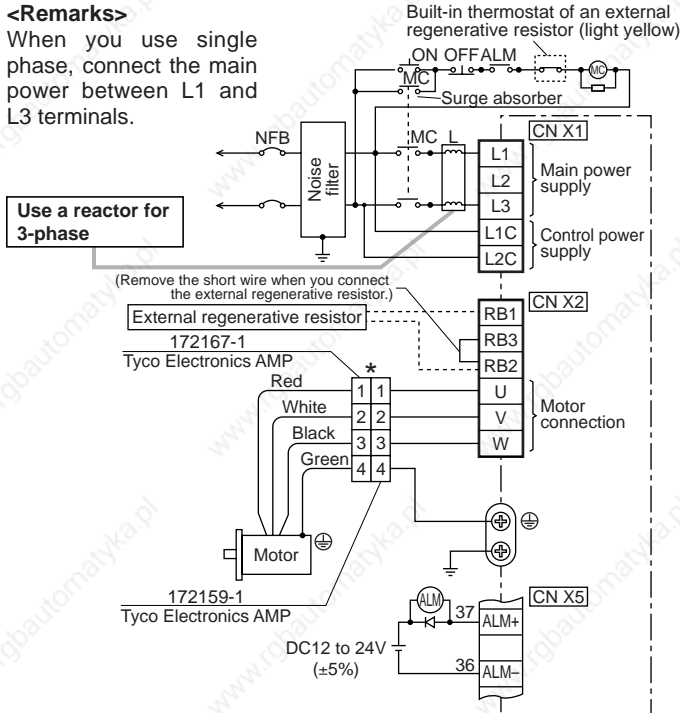 <Remarks>
When you use single
phase, connect the main
power between L1 and
L3 terminals.
Built-in thermostat of an external
regenerative resistor (light yellow)
ON OFF ALM
MC
MC
Surge absorber
NFB
Noise
filter
MC L
CN X1
L1
L2
L3
L1C
L2C
Main power
supply
Control power
supply
Use a reactor for
3-phase
(Remove the short wire when you connect
the external regenerative resistor.)
External regenerative resistor
CN X2
RB1
RB3
RB2
U
V
W
Motor
connection
172167-1
Tyco Electronics AMP
*
Red
White
Black
Green
1 1
2 2
3 3
4 4
Motor
172159-1
Tyco Electronics AMP
ALM
DC12 to 24V
(±5%)
CN X5
37 ALM+
36 ALM–
www.rgbautomatyka.pl